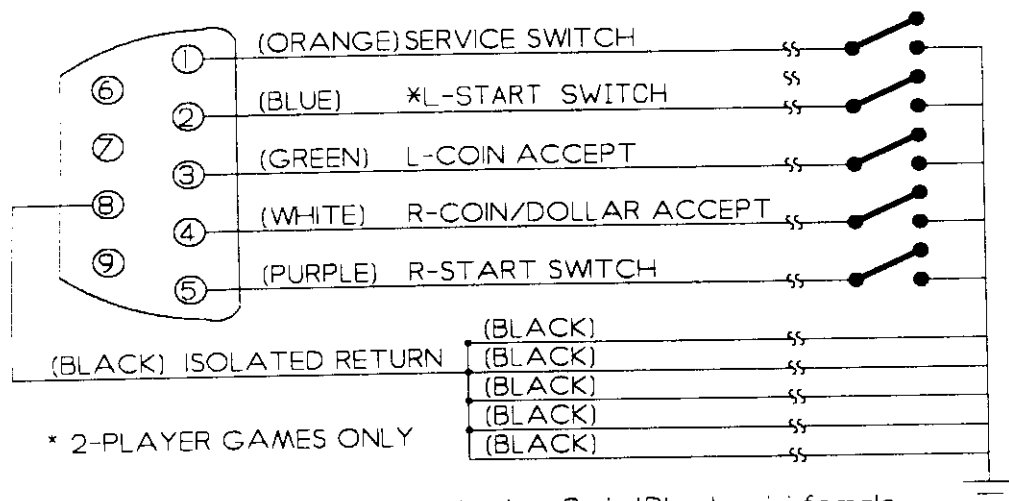 ① (ORANGE) SERVICE SWITCH
⑥
② (BLUE) *L-START SWITCH
⑦
③ (GREEN) L-COIN ACCEPT
⑧
④ (WHITE) R-COIN/DOLLAR ACCEPT
⑨
⑤ (PURPLE) R-START SWITCH
(BLACK)
(BLACK) ISOLATED RETURN (BLACK)
(BLACK)
(BLACK)
* 2-PLAYER GAMES ONLY (BLACK)